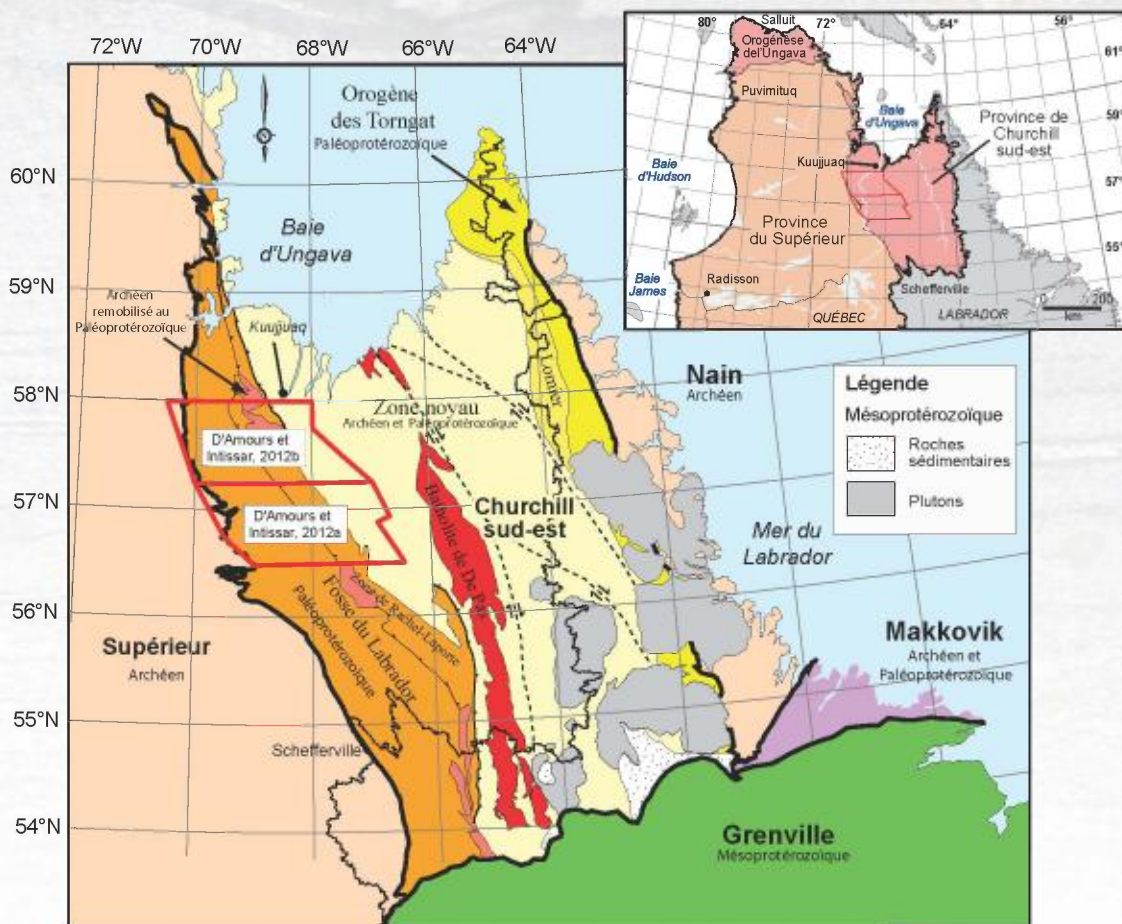 72°W 70°W 68°W 66°W 64°W
60°N
59°N
58°N
57°N
56°N
55°N
54°N
Orogène
des Torngat
Paléoprotérozoïque
Baie
d'Ungava
Archéen
remobilisé au
Paléoprotérozoïque
Kuujjuaq
Lomier
Zone noyau
Archéen et Paléoprotérozoïque
D'Amours et
Intissar, 2012b
D'Amours et
Intissar, 2012a
Batholite de De Pas
Churchill
sud-est
Nain
Archéen
Mer du
Labrador
Zone de Rachel-Laporte
Fosse du Labrador
Paléoprotérozoïque
Supérieur
Archéen
Schefferville
Makkovik
Archéen et
Paléoprotérozoïque
Grenville
Mésoprotérozoïque
Légende
Mésoprotérozoïque
Roches
sédimentaires
Plutons
80° 72° 64° 56°
61°
59°
57°
55°
Salluit
Orogénèse
del'Ungava
Puvirnituq
Baie
d'Ungava
Province de
Churchill
sud-est
Kuujjuaq
Baie
d'Hudson
Province
du Supérieur
Baie
James
Radisson
Schefferville
QUÉBEC
LABRADOR
0 200
km